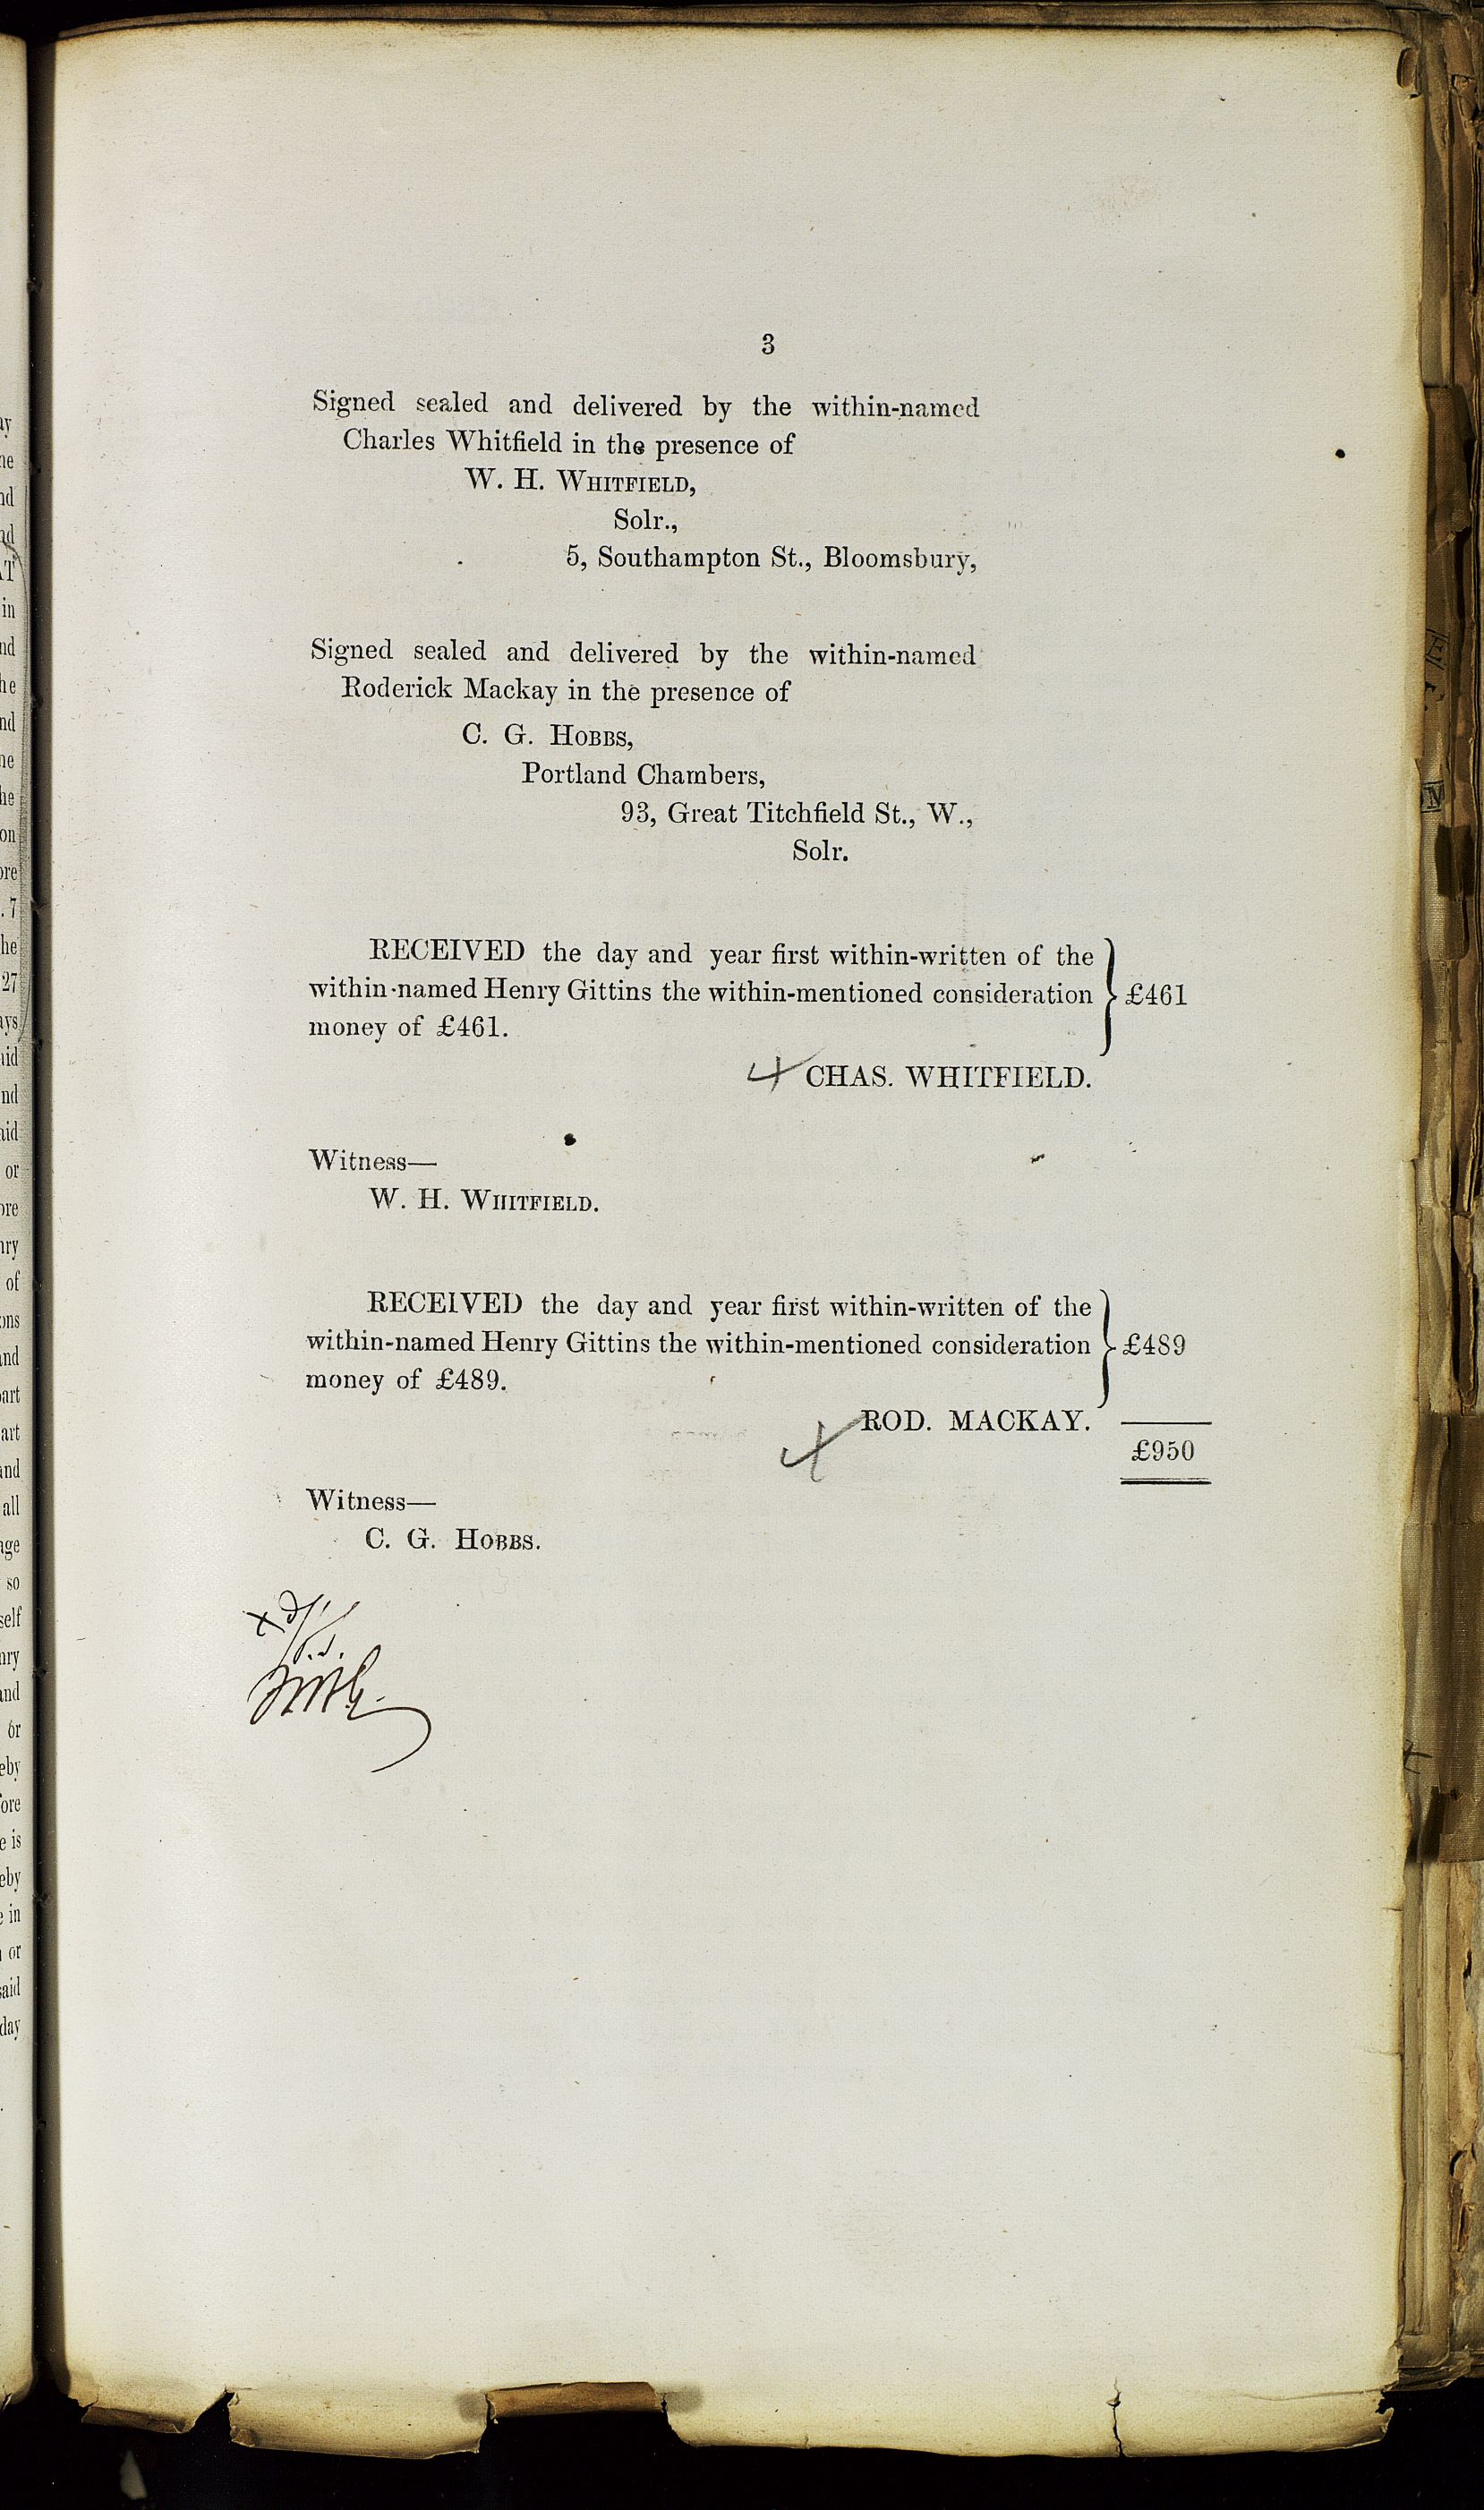 3
Signed sealed and delivered by the within-named
Charles Whitfield in the presence of
W. H. WHITFIELD,
Solr.,
5, Southampton St., Bloomsbury,
Signed sealed and delivered by the within-named
Roderick Mackay in the presence of
C. G. HOBBS,
Portland Chambers,
93, Great Titchfield St., W.,
Solr.
RECEIVED the day and year first within-written of the
within-named Henry Gittins the within-mentioned consideration } £461
money of £461.
CHAS. WHITFIELD.
Witness—
W. H. WHITFIELD.
RECEIVED the day and year first within-written of the
within-named Henry Gittins the within-mentioned consideration } £489
money of £489.
ROD. MACKAY.
£950
Witness—
C. G. HOBBS.